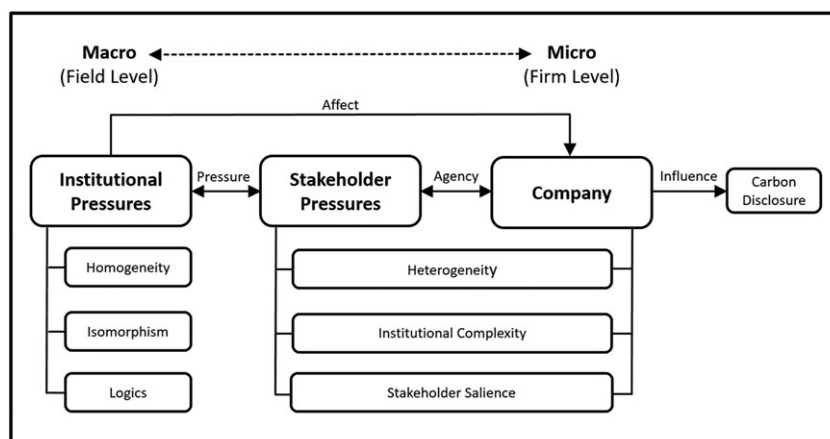 Macro
(Field Level)
Micro
(Firm Level)
Affect
Institutional
Pressures
Pressure
Stakeholder
Pressures
Agency
Company
Influence
Carbon
Disclosure
Homogeneity
Heterogeneity
Isomorphism
Institutional Complexity
Logics
Stakeholder Salience